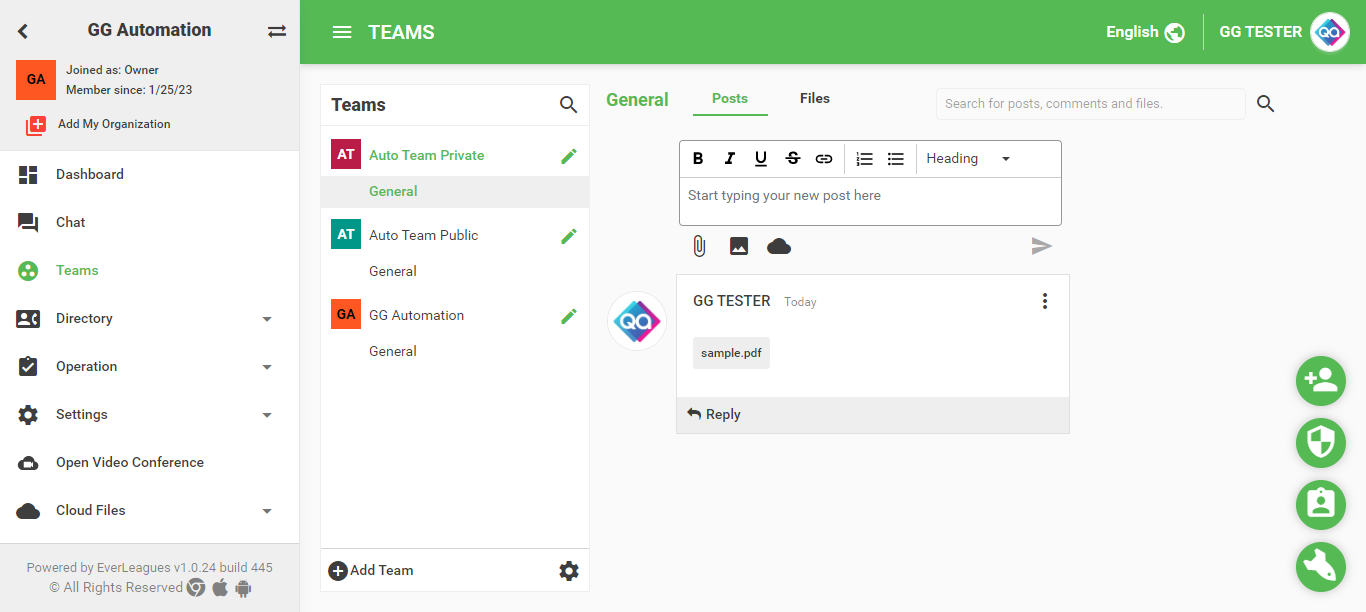 GG Automation
GA
Joined as: Owner
Member since: 1/25/23
Add My Organization
Dashboard
Chat
Teams
Directory
Operation
Settings
Open Video Conference
Cloud Files
Powered by EverLeagues v1.0.24 build 445
© All Rights Reserved
TEAMS
English
GG TESTER
QA
Teams
AT Auto Team Private
General
AT Auto Team Public
General
GA GG Automation
General
Add Team
General
Posts
Files
Search for posts, comments and files.
B I U S
Heading
Start typing your new post here
QA
GG TESTER Today
sample.pdf
Reply